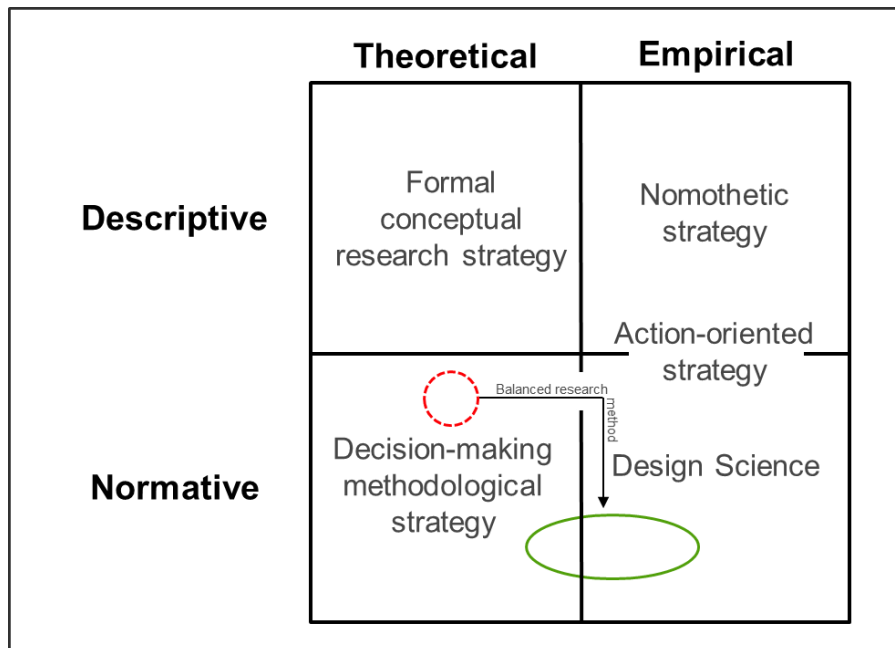 Theoretical
Empirical
Descriptive
Formal
conceptual
research strategy
Nomothetic
strategy
Action-oriented
strategy
Balanced research
method
Normative
Decision-making
methodological
strategy
Design Science